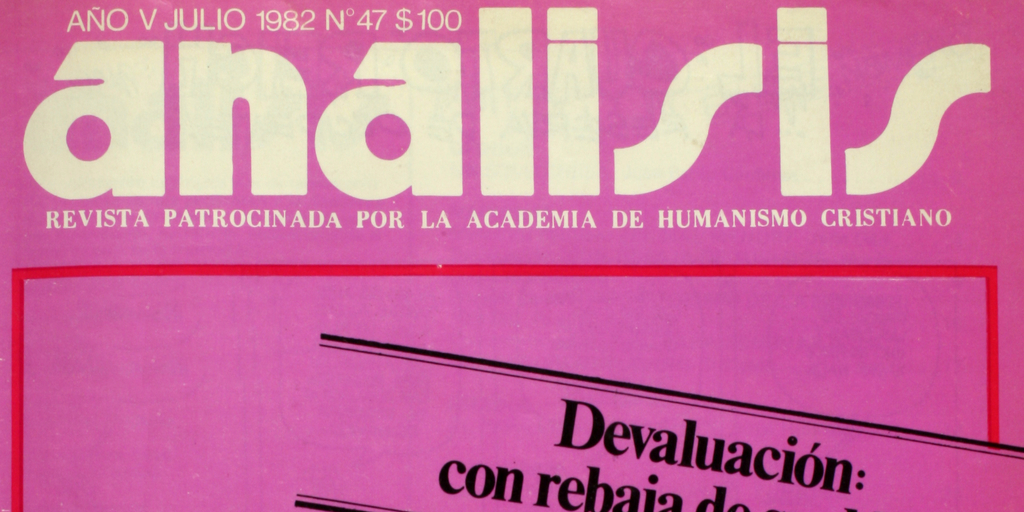 AÑO V JULIO 1982 N° 47 $100
analisis
REVISTA PATROCINADA POR LA ACADEMIA DE HUMANISMO CRISTIANO
Devaluación:
con rebaja de